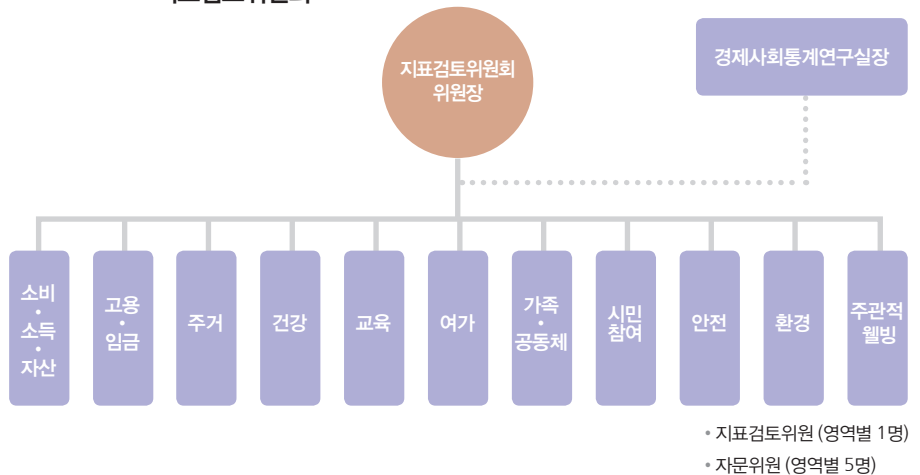 지표검토위원회
위원장
경제사회통계연구실장
소비
·
소득
·
자산
고용
·
임금
주거
건강
교육
여가
가족
·
공동체
시민
참여
안전
환경
주관적
웰빙
• 지표검토위원 (영역별 1명)
• 자문위원 (영역별 5명)